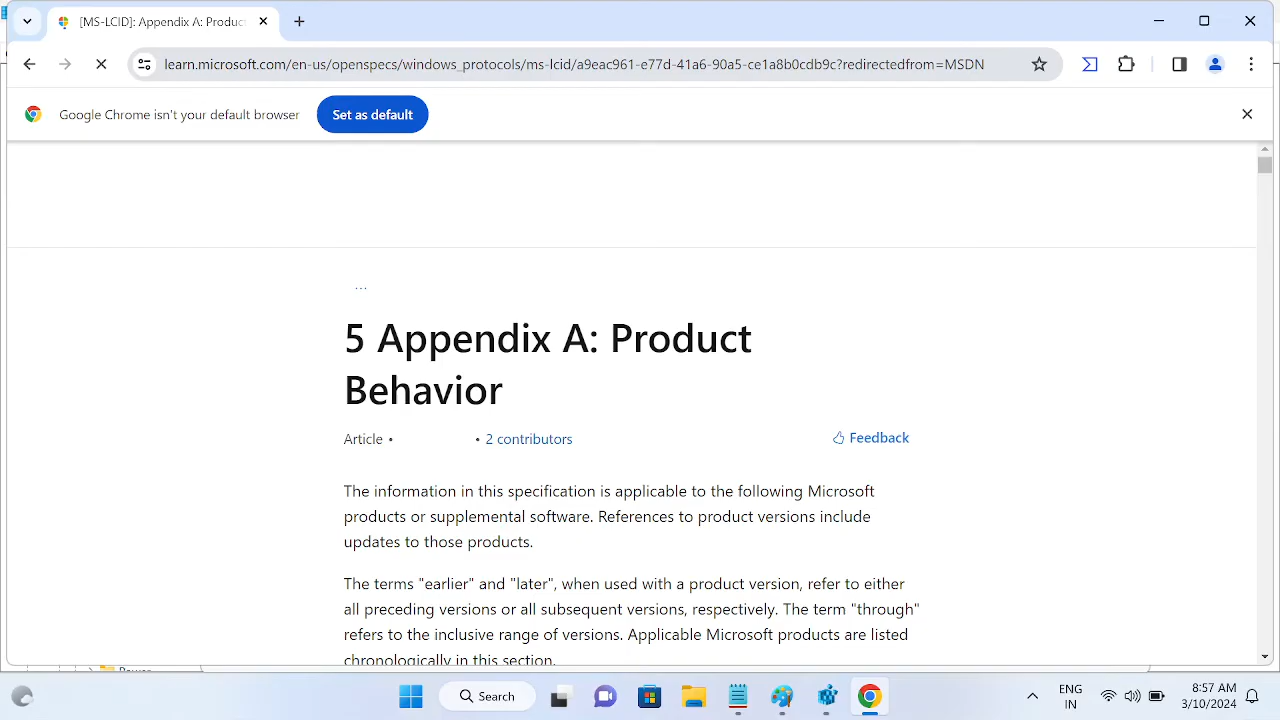 [MS-LCID]: Appendix A: Produc
learn.microsoft.com/en-us/openspecs/windows_protocols/ms-lcid/a9eac961-e77d-41a6-90a5-ce1a8b0cdb9c?redirectedfrom=MSDN
Google Chrome isn't your default browser
Set as default
...
5 Appendix A: Product
Behavior
Article • • 2 contributors
Feedback
The information in this specification is applicable to the following Microsoft
products or supplemental software. References to product versions include
updates to those products.
The terms "earlier" and "later", when used with a product version, refer to either
all preceding versions or all subsequent versions, respectively. The term "through"
refers to the inclusive range of versions. Applicable Microsoft products are listed
chronologically in this section.
Search
ENG
IN
8:57 AM
3/10/2024